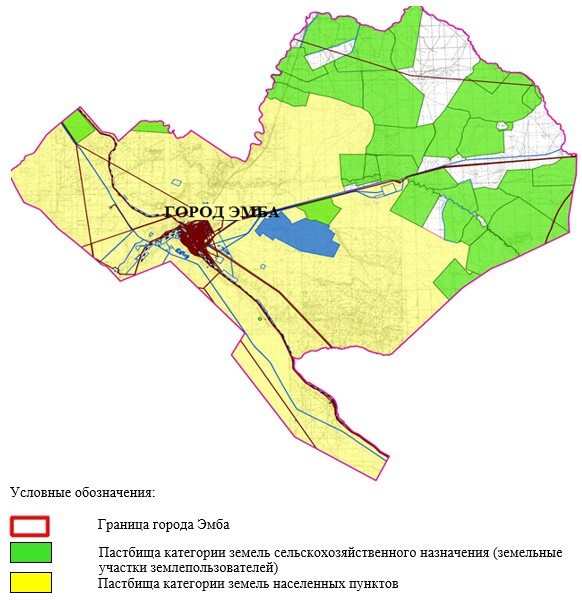 ГОРОД ЭМБА
Условные обозначения:
Граница города Эмба
Пастбища категории земель сельскохозяйственного назначения (земельные
участки землепользователей)
Пастбища категории земель населенных пунктов